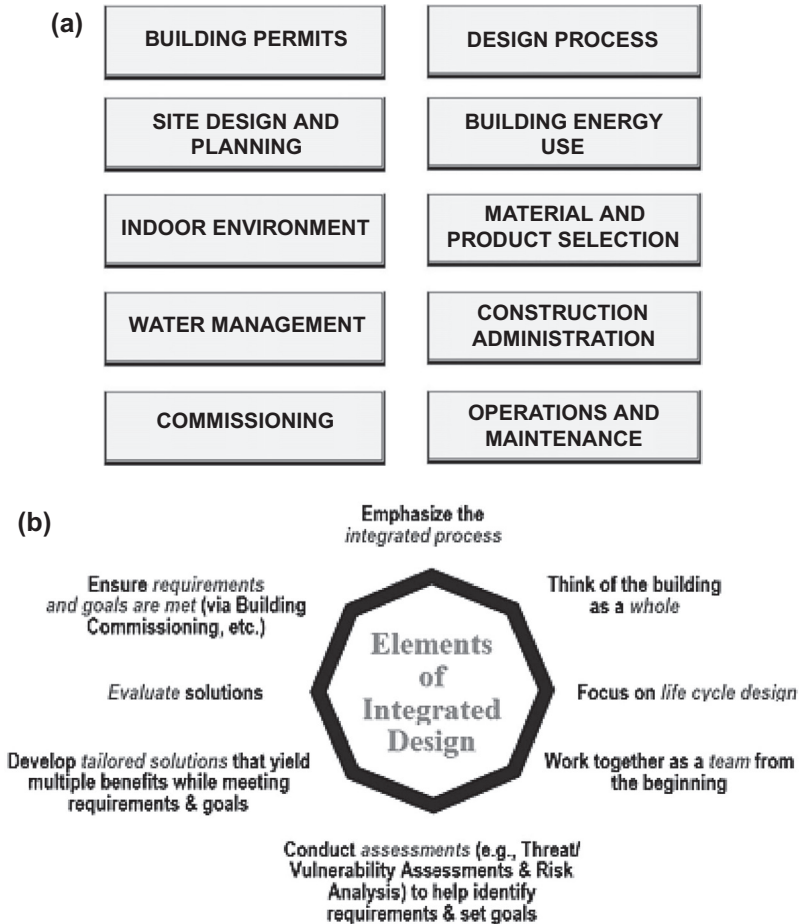 (a)
BUILDING PERMITS
DESIGN PROCESS
SITE DESIGN AND
PLANNING
BUILDING ENERGY
USE
INDOOR ENVIRONMENT
MATERIAL AND
PRODUCT SELECTION
WATER MANAGEMENT
CONSTRUCTION
ADMINISTRATION
COMMISSIONING
OPERATIONS AND
MAINTENANCE
(b)
Emphasize the
integrated process
Think of the building
as a whole
Focus on life cycle design
Work together as a team from
the beginning
Conduct assessments (e.g., Threat/
Vulnerability Assessments & Risk
Analysis) to help identify
requirements & set goals
Develop tailored solutions that yield
multiple benefits while meeting
requirements & goals
Evaluate solutions
Ensure requirements
and goals are met (via Building
Commissioning, etc.)
Elements
of
Integrated
Design